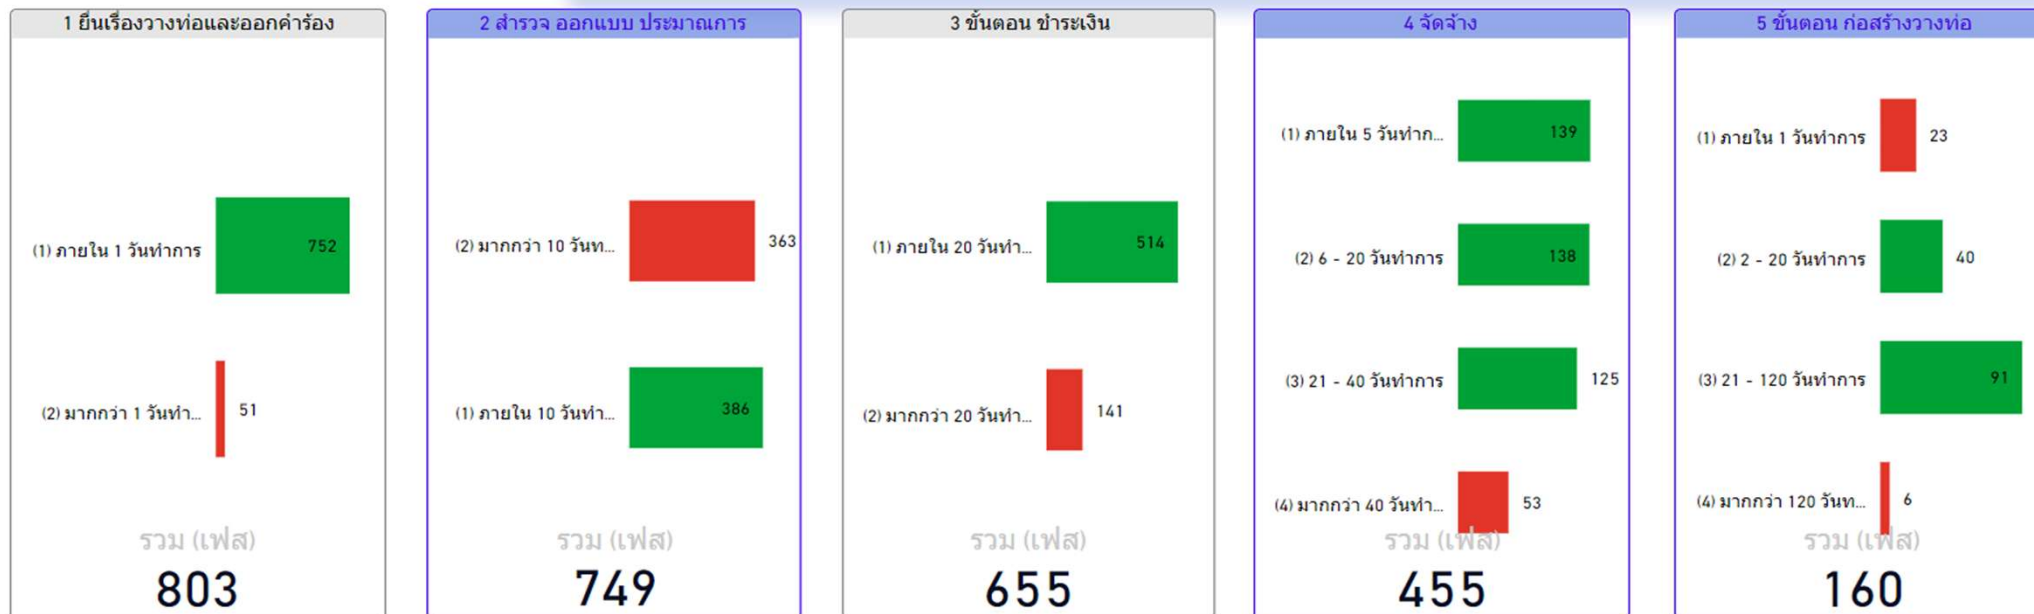 1 ยื่นเรื่องวางท่อและออกคำร้อง
(1) ภายใน 1 วันทำการ
752
(2) มากกว่า 1 วันทำ...
51
รวม (เฟส)
803
2 สำรวจ ออกแบบ ประมาณการ
(2) มากกว่า 10 วันท...
363
(1) ภายใน 10 วันทำ...
386
รวม (เฟส)
749
3 ขั้นตอน ชำระเงิน
(1) ภายใน 20 วันทำ...
514
(2) มากกว่า 20 วันทำ...
141
รวม (เฟส)
655
4 จัดจ้าง
(1) ภายใน 5 วันทำก...
139
(2) 6 - 20 วันทำการ
138
(3) 21 - 40 วันทำการ
125
(4) มากกว่า 40 วันทำ...
53
รวม (เฟส)
455
5 ขั้นตอน ก่อสร้างวางท่อ
(1) ภายใน 1 วันทำการ
23
(2) 2 - 20 วันทำการ
40
(3) 21 - 120 วันทำการ
91
(4) มากกว่า 120 วันท...
6
รวม (เฟส)
160